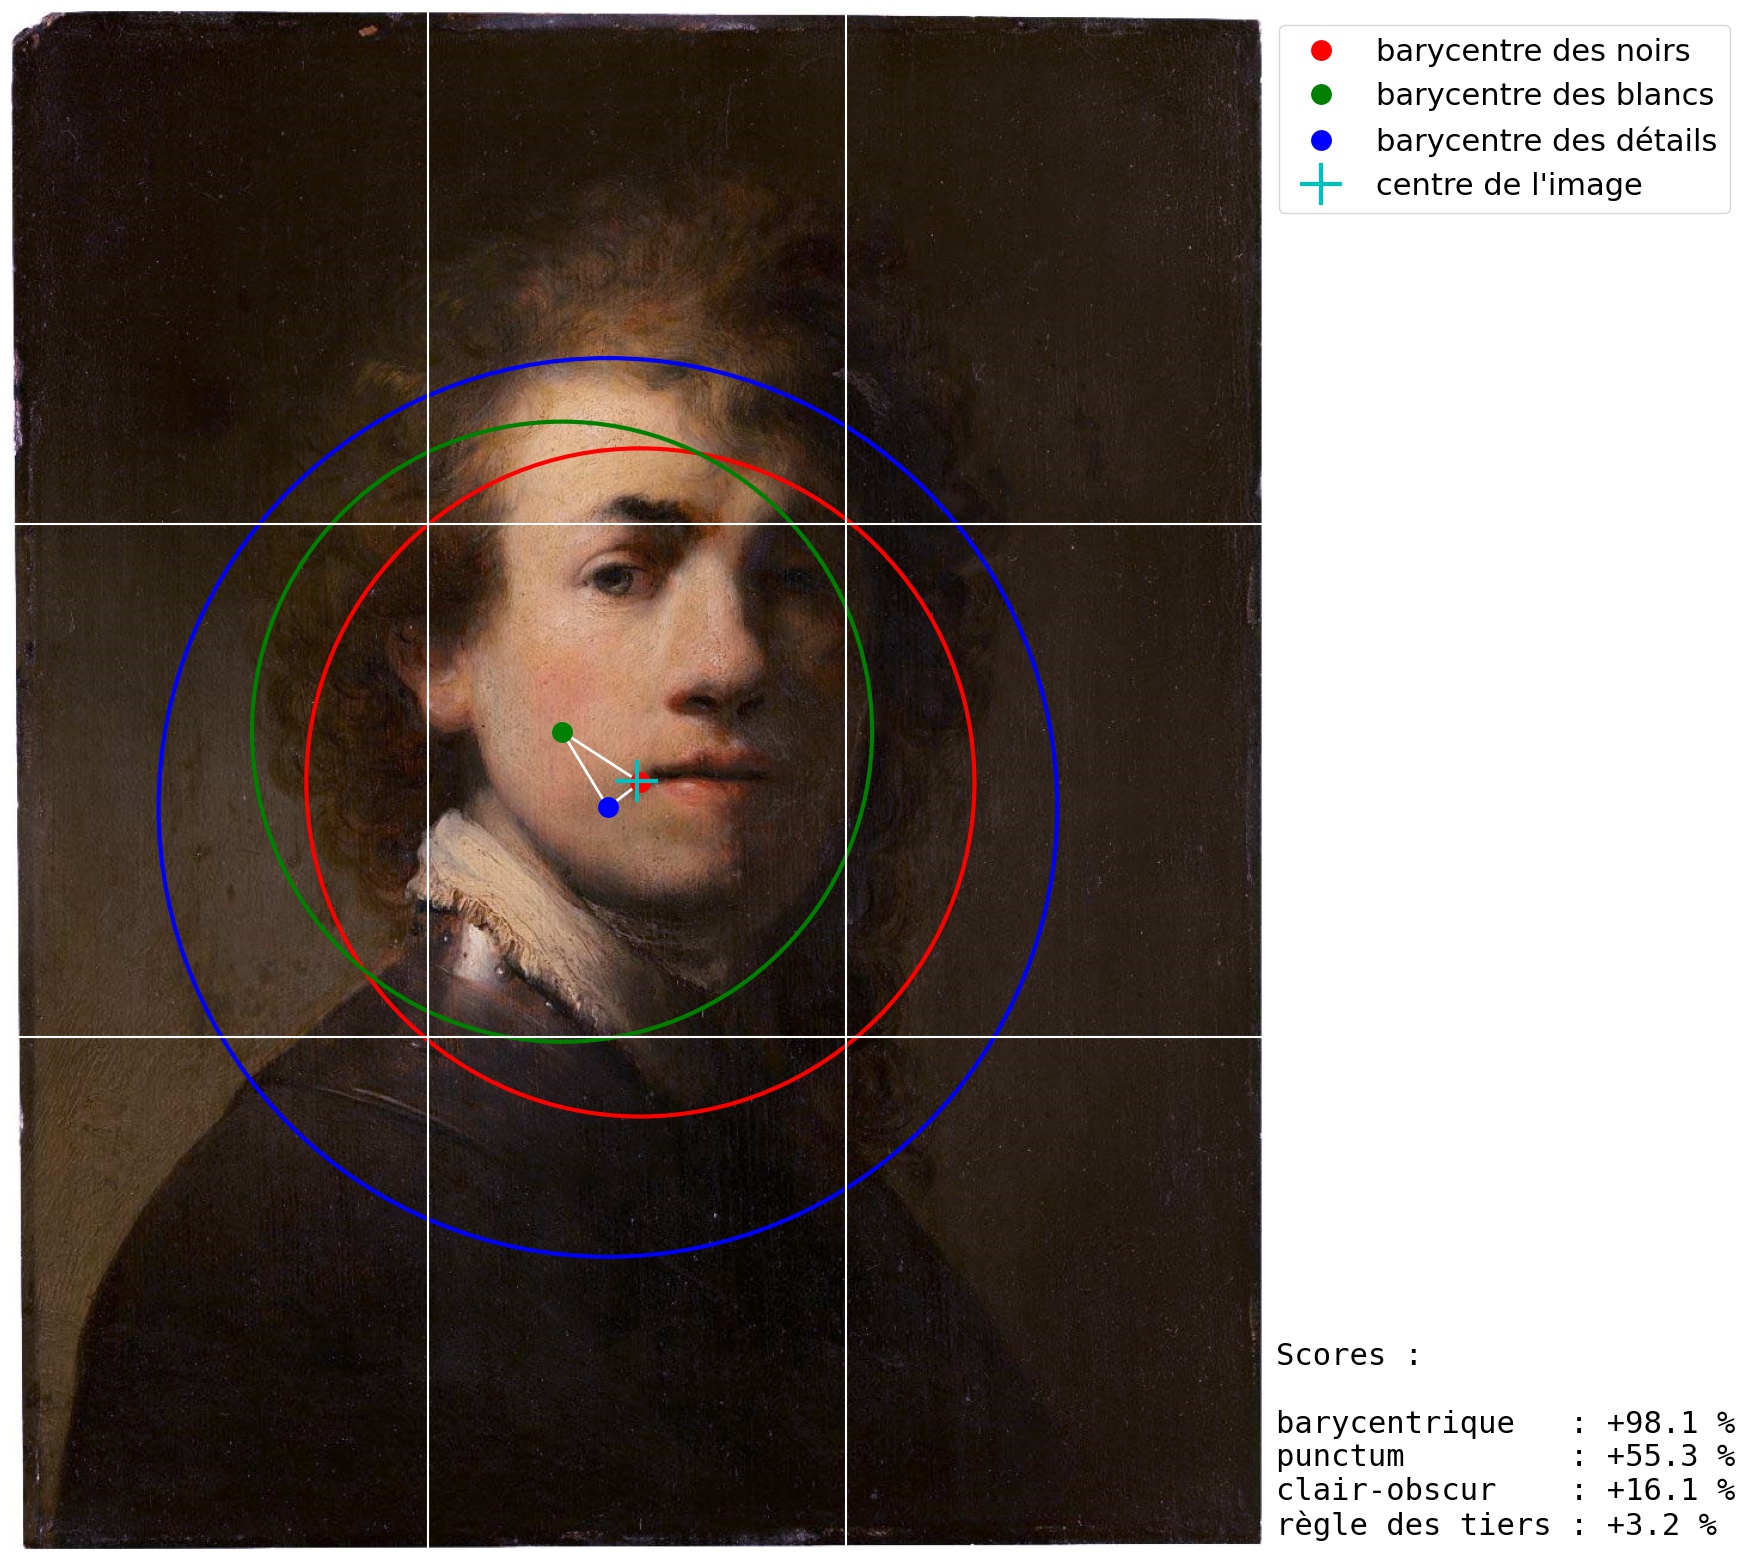 barycentre des noirs
barycentre des blancs
barycentre des détails
centre de l'image
Scores :
barycentrique   : +98.1 %
punctum         : +55.3 %
clair-obscur    : +16.1 %
règle des tiers : +3.2 %